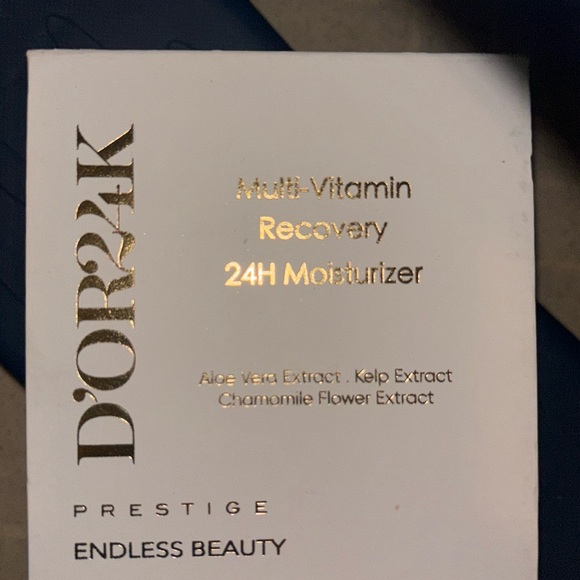 D'OR24K
Multi-Vitamin
Recovery
24H Moisturizer
Aloe Vera Extract . Kelp Extract
Chamomile Flower Extract
PRESTIGE
ENDLESS BEAUTY